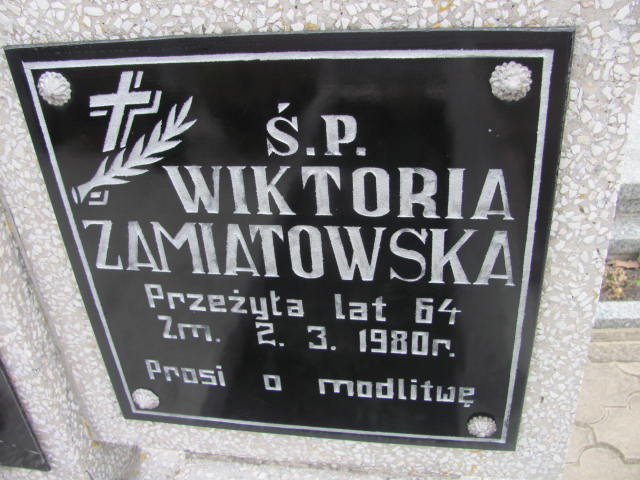 Ś.P.
WIKTORIA
ZAMIATOWSKA
Przeżyła lat 64
Zm. 2. 3. 1980r.
Prosi o modlitwę